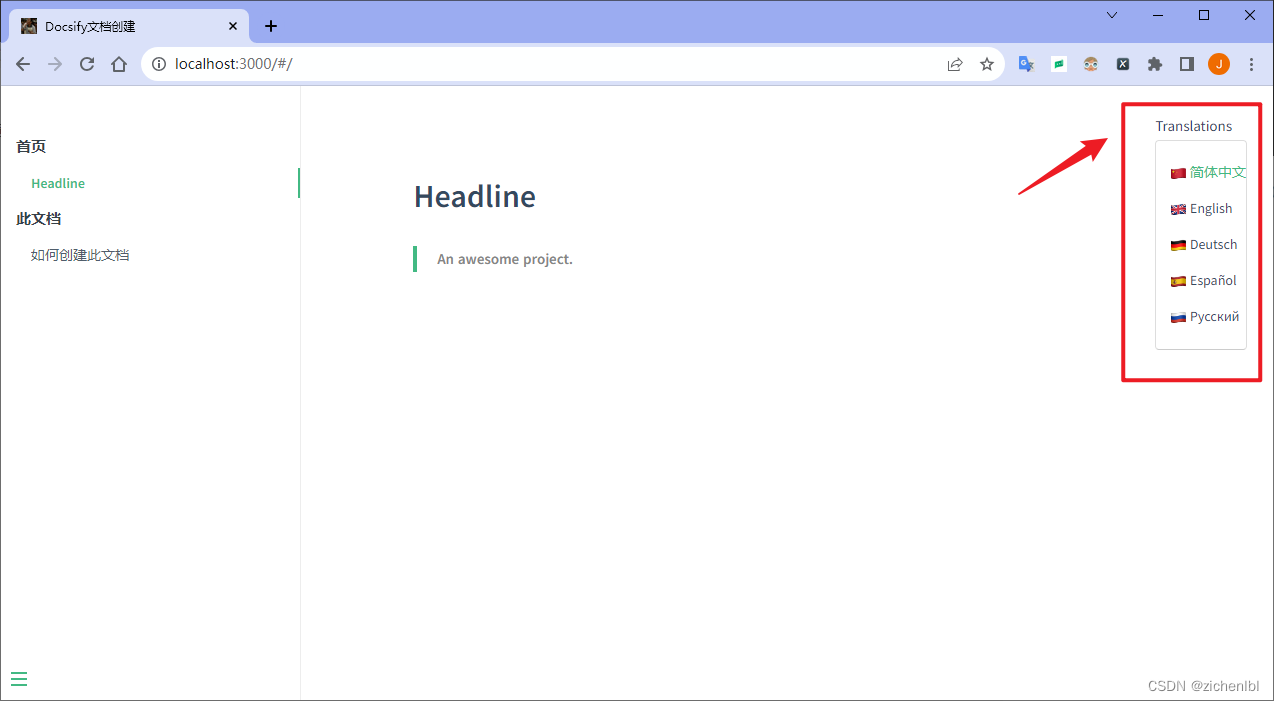 Docsify文档创建
localhost:3000/#/
J
首页
Headline
此文档
如何创建此文档
Headline
An awesome project.
Translations
简体中文
English
Deutsch
Español
Русский
CSDN @zichenlbl